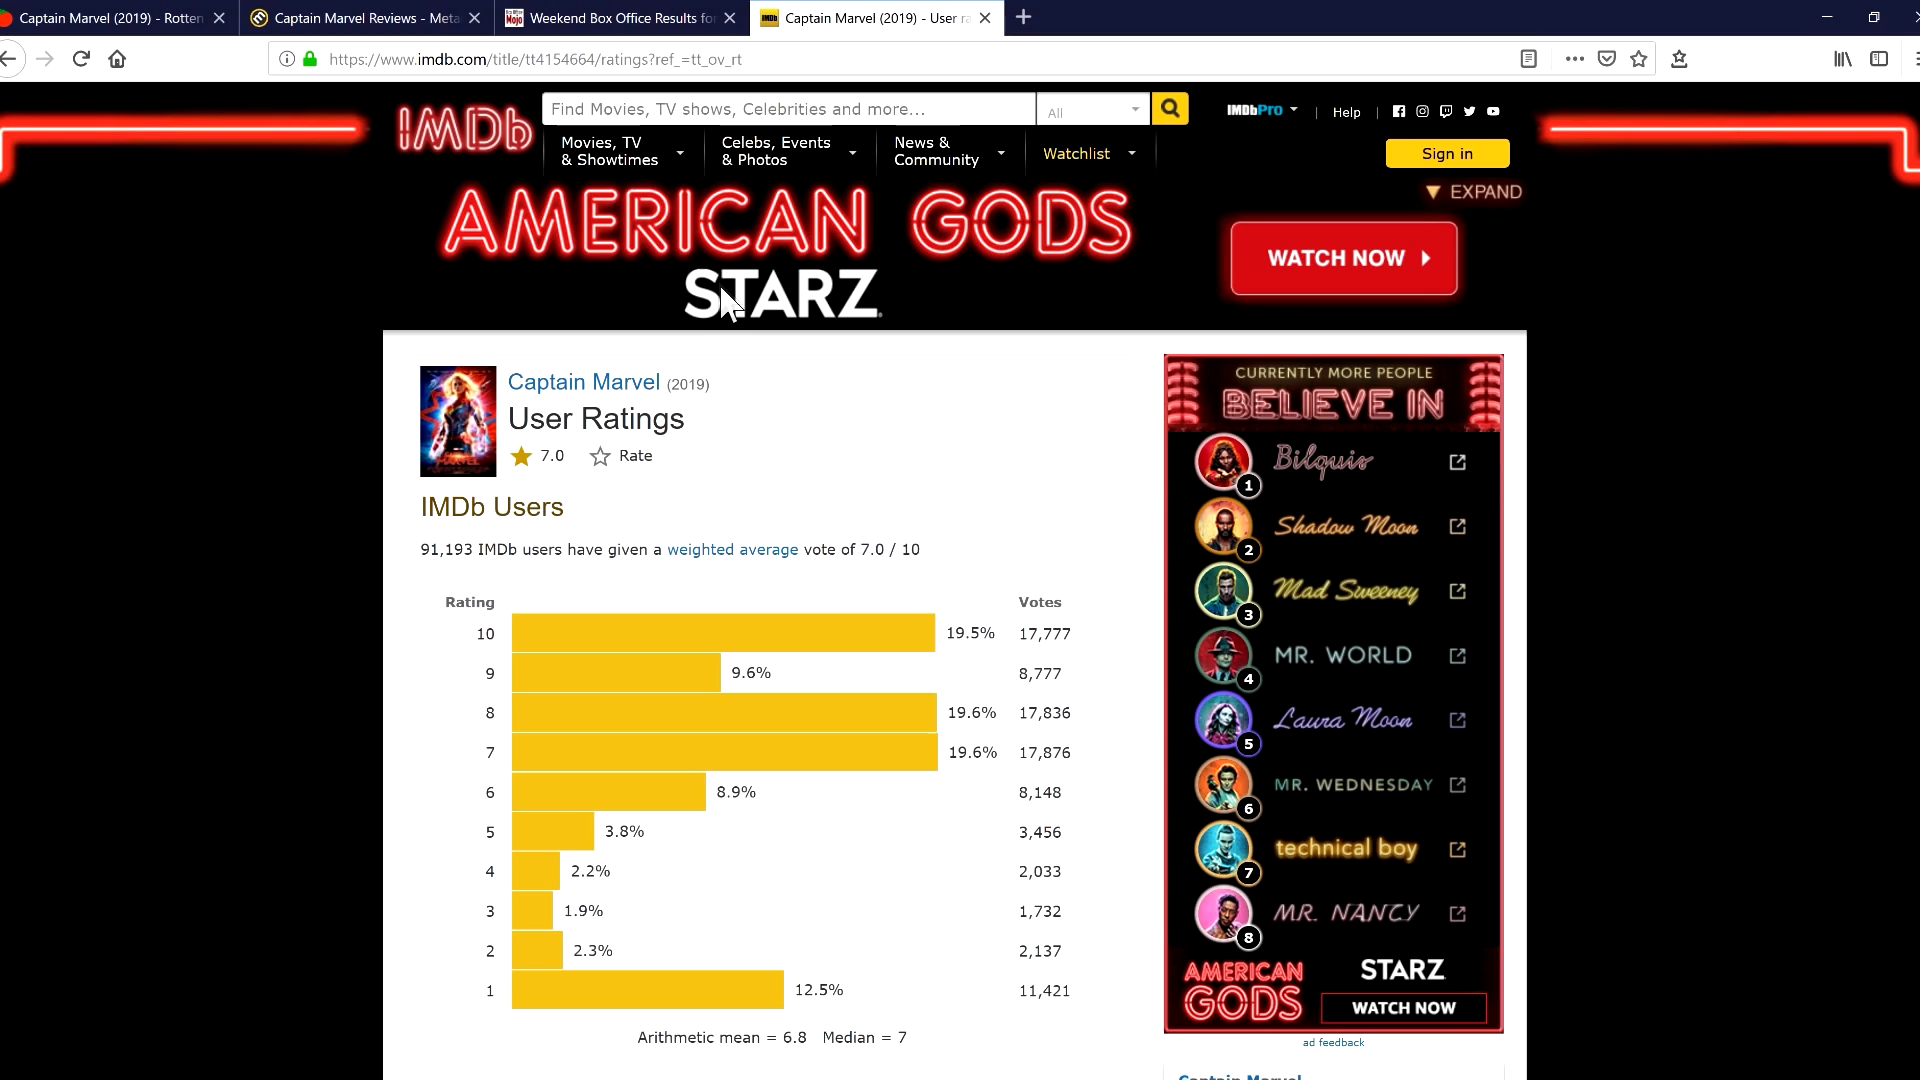 Captain Marvel (2019) - Rotten
Captain Marvel Reviews - Meta
Weekend Box Office Results for
Captain Marvel (2019) - User ra
https://www.imdb.com/title/tt4154664/ratings?ref_=tt_ov_rt
IMDb
Find Movies, TV shows, Celebrities and more...
All
IMDbPro
Help
Movies, TV
& Showtimes
Celebs, Events
& Photos
News &
Community
Watchlist
Sign in
EXPAND
AMERICAN GODS
STARZ
WATCH NOW
Captain Marvel (2019)
User Ratings
7.0 Rate
IMDb Users
91,193 IMDb users have given a weighted average vote of 7.0 / 10
Rating Votes
10 19.5% 17,777
9 9.6% 8,777
8 19.6% 17,836
7 19.6% 17,876
6 8.9% 8,148
5 3.8% 3,456
4 2.2% 2,033
3 1.9% 1,732
2 2.3% 2,137
1 12.5% 11,421
Arithmetic mean = 6.8 Median = 7
CURRENTLY MORE PEOPLE
BELIEVE IN
1 Bilquis
2 Shadow Moon
3 Mad Sweeney
4 MR. WORLD
5 Laura Moon
6 MR. WEDNESDAY
7 technical boy
8 MR. NANCY
AMERICAN
GODS
STARZ
WATCH NOW
ad feedback
Captain Marvel